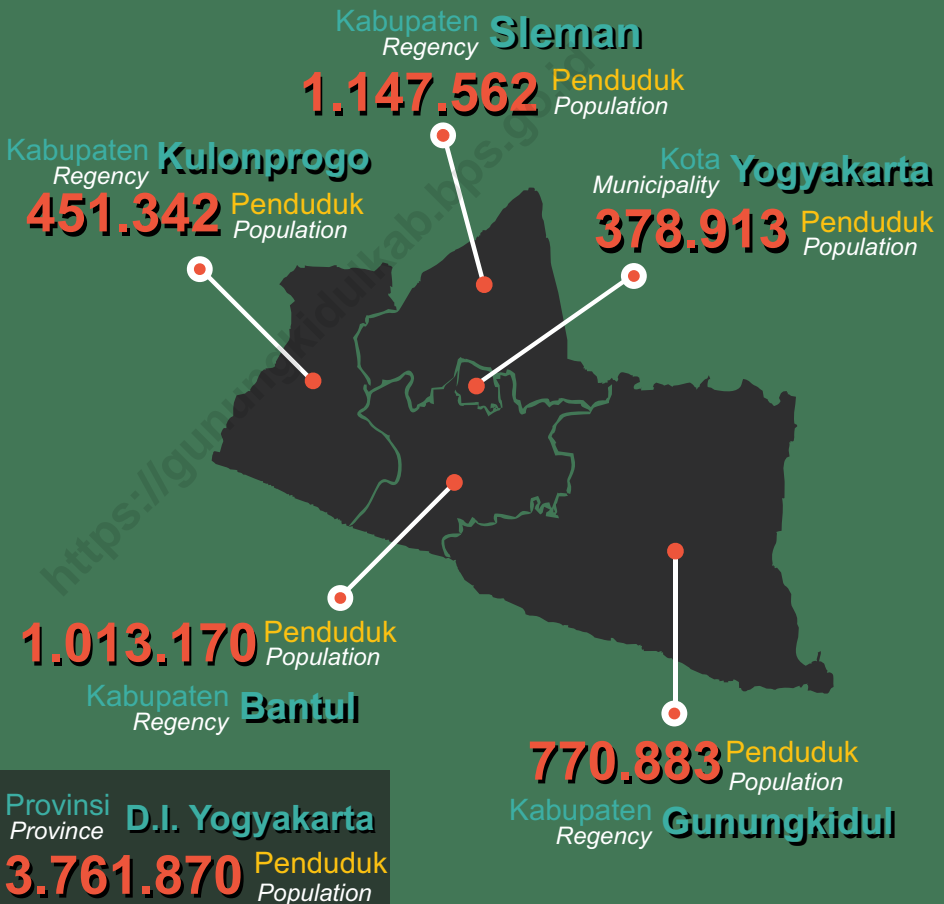 Kabupaten
Regency
Sleman
1.147.562
Penduduk
Population
Kabupaten
Regency
Kulonprogo
451.342
Penduduk
Population
Kota
Municipality
Yogyakarta
378.913
Penduduk
Population
1.013.170
Penduduk
Population
Kabupaten
Regency
Bantul
770.883
Penduduk
Population
Kabupaten
Regency
Gunungkidul
Provinsi
Province
D.I. Yogyakarta
3.761.870
Penduduk
Population
https://gunungkidulkab.bps.go.id